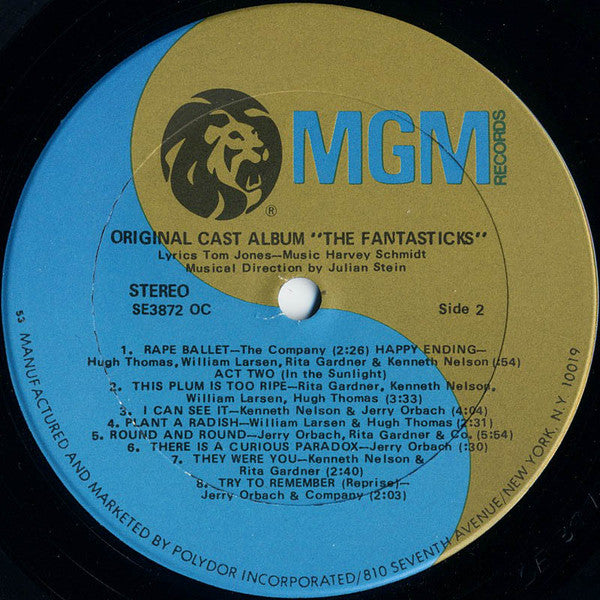 MGM
RECORDS
®
ORIGINAL CAST ALBUM "THE FANTASTICKS"
Lyrics Tom Jones—Music Harvey Schmidt
Musical Direction by Julian Stein
STEREO
SE3872 OC
Side 2
1. RAPE BALLET—The Company (2:26) HAPPY ENDING—
Hugh Thomas, William Larsen, Rita Gardner & Kenneth Nelson (:54)
ACT TWO (In the Sunlight)
2. THIS PLUM IS TOO RIPE—Rita Gardner, Kenneth Nelson,
William Larsen, Hugh Thomas (3:33)
3. I CAN SEE IT—Kenneth Nelson & Jerry Orbach (4:04)
4. PLANT A RADISH—William Larsen & Hugh Thomas (2:31)
5. ROUND AND ROUND—Jerry Orbach, Rita Gardner & Co. (5:54)
6. THERE IS A CURIOUS PARADOX—Jerry Orbach (:30)
7. THEY WERE YOU—Kenneth Nelson &
Rita Gardner (2:40)
8. TRY TO REMEMBER (Reprise)—
Jerry Orbach & Company (2:03)
53
MANUFACTURED AND MARKETED BY POLYDOR INCORPORATED/810 SEVENTH AVENUE/NEW YORK, N.Y. 10019